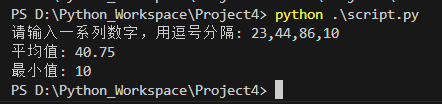 PS D:\Python_Workspace\Project4> python .\script.py
请输入一系列数字，用逗号分隔: 23,44,86,10
平均值: 40.75
最小值: 10
PS D:\Python_Workspace\Project4>